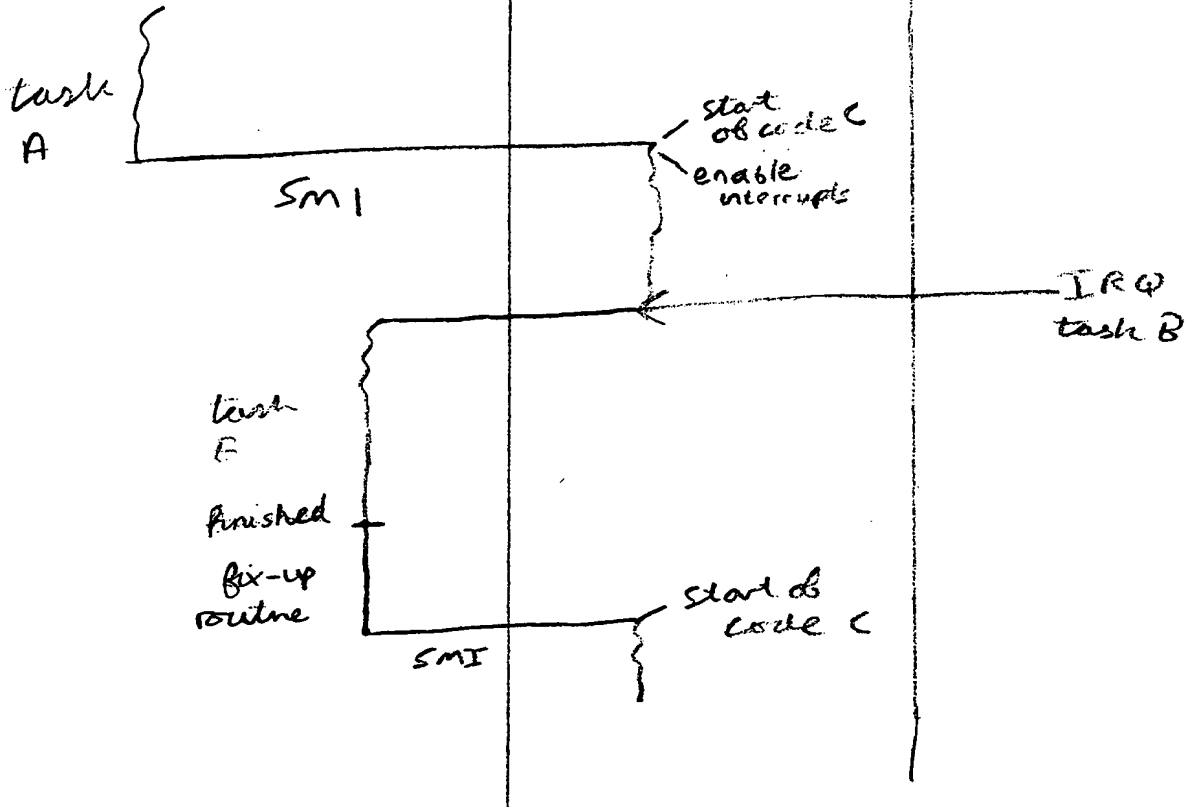 task
A
SMI
start
of code C
enable
interrupts
IRQ
task B
task
finished
fix-up
routine
SMI
start of
code C